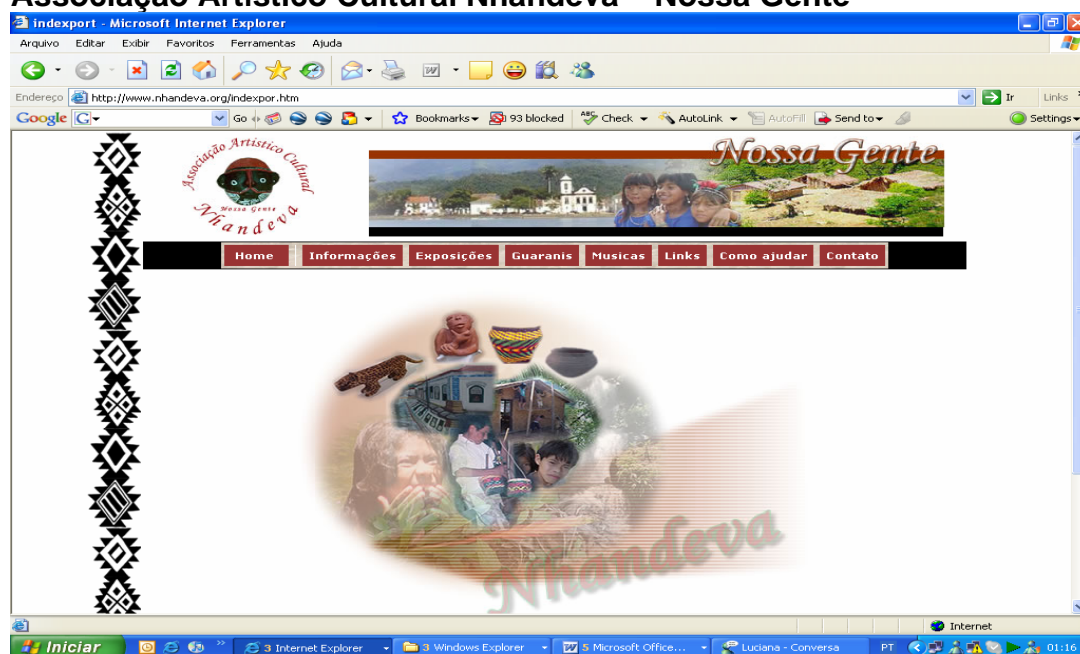 Associação Artístico Cultural Nhandeva – Nossa Gente
indexport - Microsoft Internet Explorer
Arquivo Editar Exibir Favoritos Ferramentas Ajuda
Endereço http://www.nhandeva.org/indexpor.htm Ir Links
Google G Go Bookmarks 93 blocked ABC Check AutoLink AutoFill Send to Settings
Associação Artístico Cultural
Nossa Gente
Nhandeva
Nossa Gente
Home Informações Exposições Guaranis Musicas Links Como ajudar Contato
Nhandeva
Internet
Iniciar 3 Internet Explorer 3 Windows Explorer 5 Microsoft Office... Luciana - Conversa PT 01:16